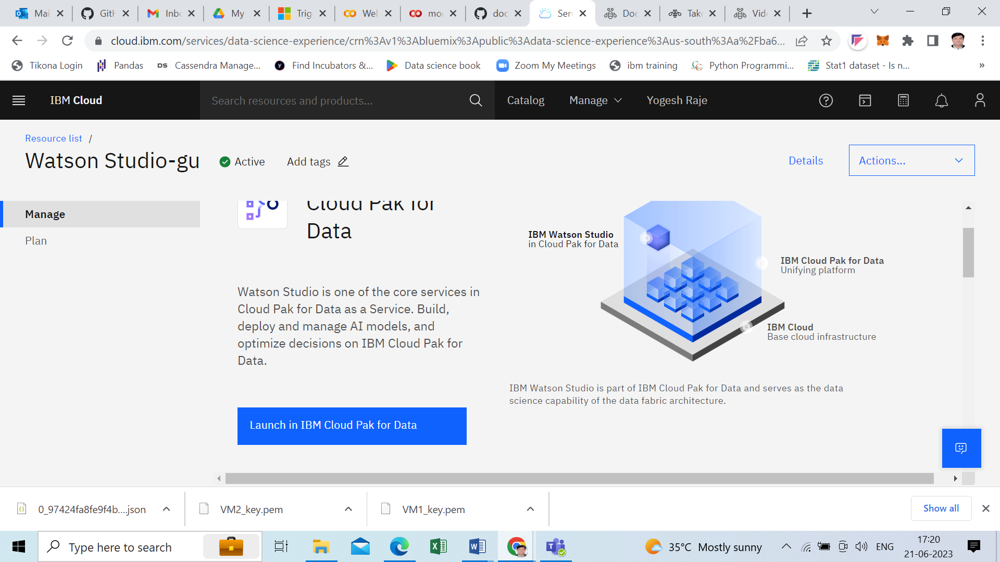 Mai
GitH
Inbo
My
Trig
Wel
mod
doc
Serv
Doc
Take
Vide
cloud.ibm.com/services/data-science-experience/crn%3Av1%3Abluemix%3Apublic%3Adata-science-experience%3Aus-south%3Aa%2Fba6...
Tikona Login
Pandas
DS Cassendra Manage...
Find Incubators &...
Data science book
Zoom My Meetings
ibm training
Python Programmi...
Stat1 dataset - Is n...
»
IBM Cloud
Search resources and products...
Catalog
Manage
Yogesh Raje
Resource list /
Watson Studio-gu
Active
Add tags
Details
Actions...
Manage
Plan
Cloud Pak for
Data
Watson Studio is one of the core services in
Cloud Pak for Data as a Service. Build,
deploy and manage AI models, and
optimize decisions on IBM Cloud Pak for
Data.
Launch in IBM Cloud Pak for Data
IBM Watson Studio
in Cloud Pak for Data
IBM Cloud Pak for Data
Unifying platform
IBM Cloud
Base cloud infrastructure
IBM Watson Studio is part of IBM Cloud Pak for Data and serves as the data
science capability of the data fabric architecture.
0_97424fa8fe9f4b....json
VM2_key.pem
VM1_key.pem
Show all
Type here to search
35°C Mostly sunny
ENG
17:20
21-06-2023